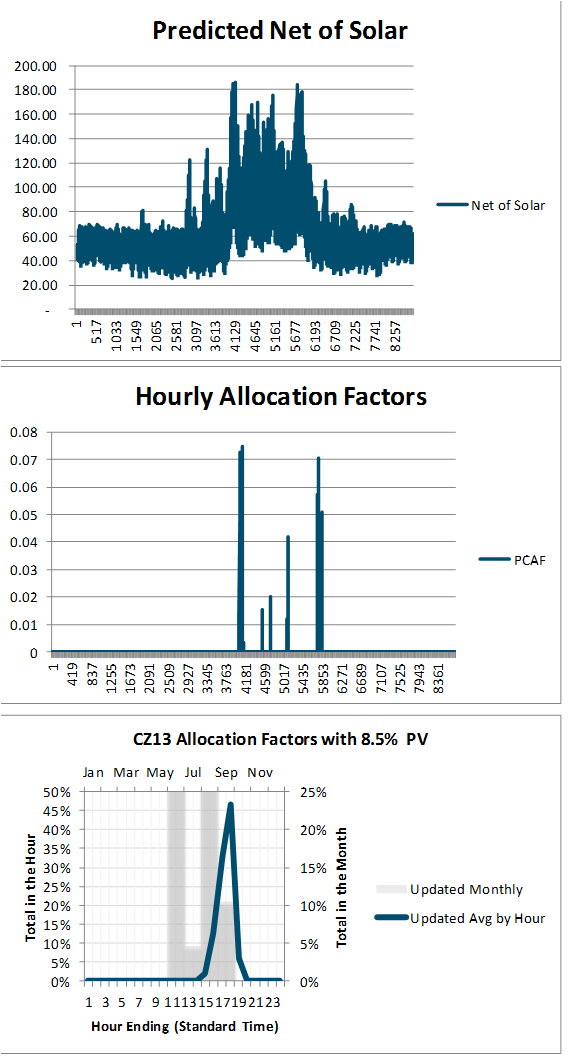 Predicted Net of Solar
200.00
180.00
160.00
140.00
120.00
100.00
80.00
60.00
40.00
20.00
-
1 517 1033 1549 2065 2581 3097 3613 4129 4645 5161 5677 6193 6709 7225 7741 8257
Net of Solar
Hourly Allocation Factors
0.08
0.07
0.06
0.05
0.04
0.03
0.02
0.01
0
1 419 837 1255 1673 2091 2509 2927 3345 3763 4181 4599 5017 5435 5853 6271 6689 7107 7525 7943 8361
PCAF
CZ13 Allocation Factors with 8.5% PV
Jan Mar May Jul Sep Nov
50% 25%
45%
40% 20%
35%
30% 15%
25%
20% 10%
15%
10% 5%
5%
0% 0%
Total in the Hour
Total in the Month
1 3 5 7 9 11 13 15 17 19 21 23
Hour Ending (Standard Time)
Updated Monthly
Updated Avg by Hour